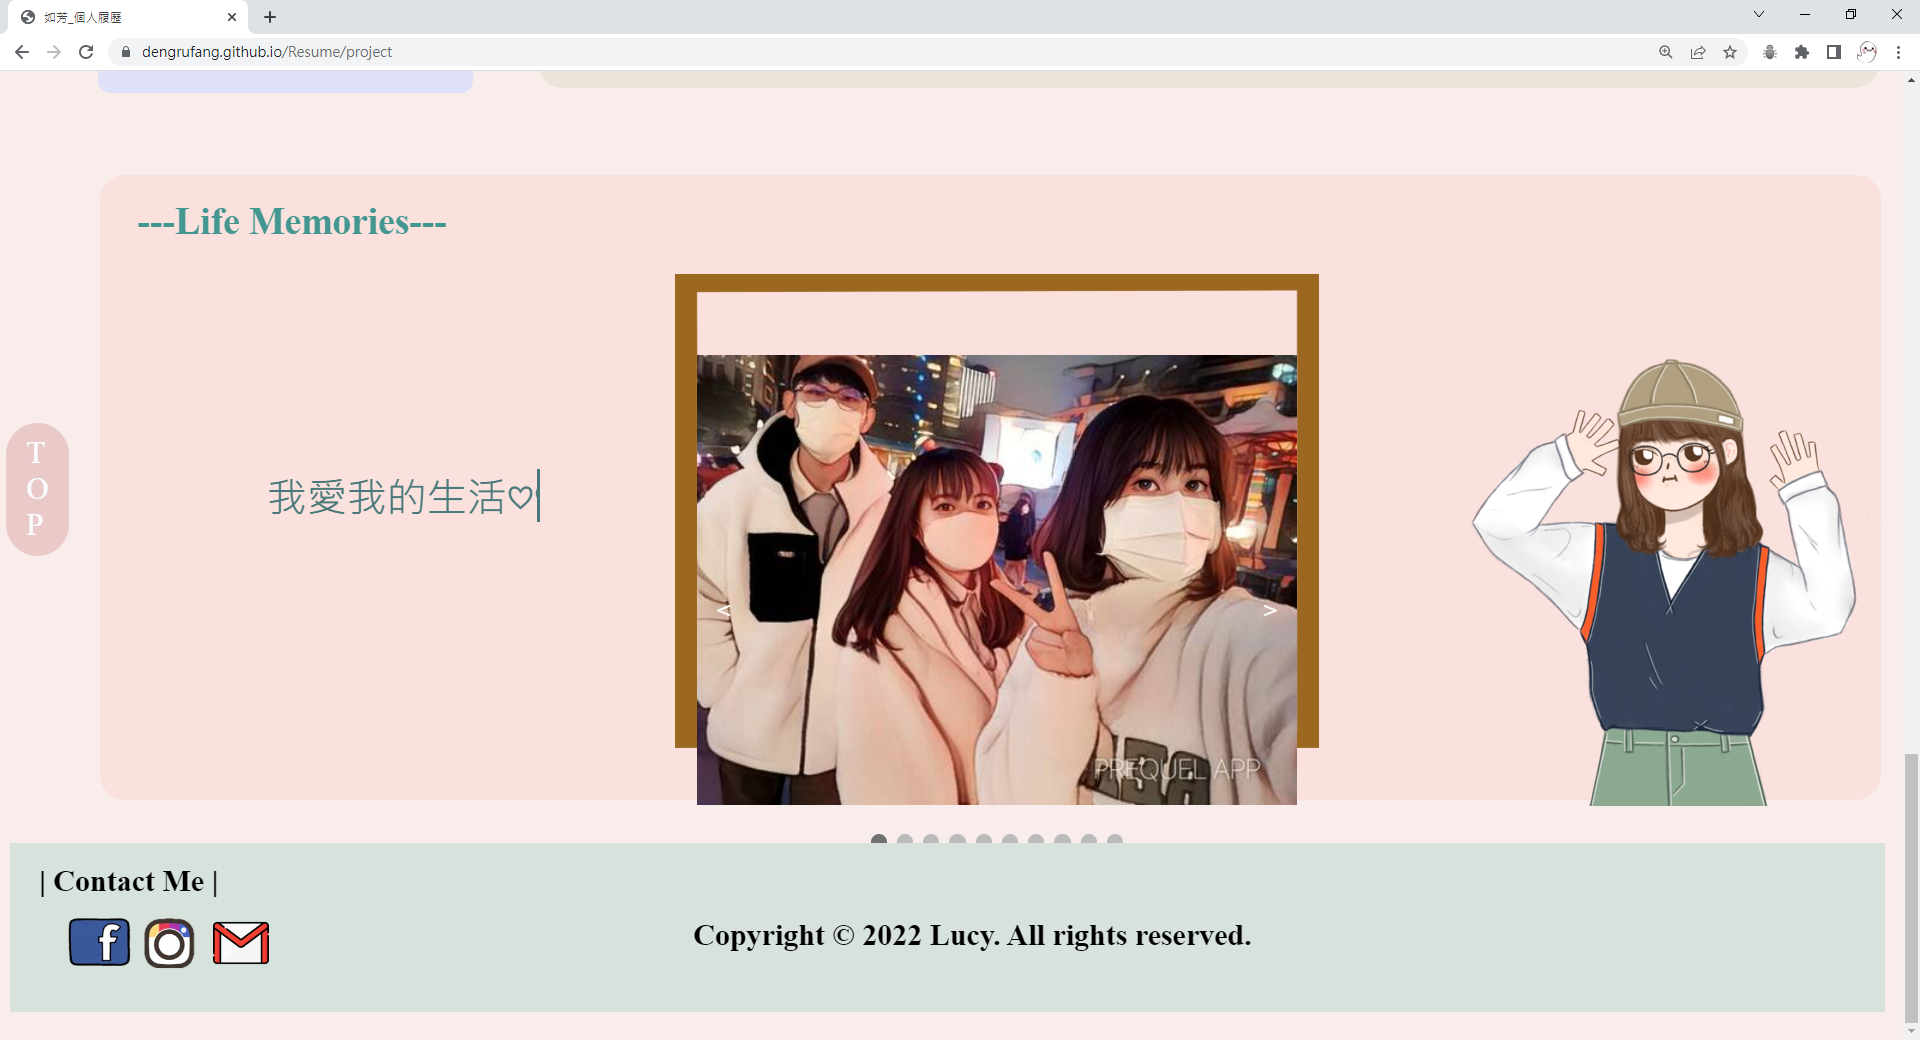 如芳_個人履歷
dengrufang.github.io/Resume/project
---Life Memories---
T
O
P
我愛我的生活♡
<
>
PREQUEL APP
| Contact Me |
f
Copyright © 2022 Lucy. All rights reserved.